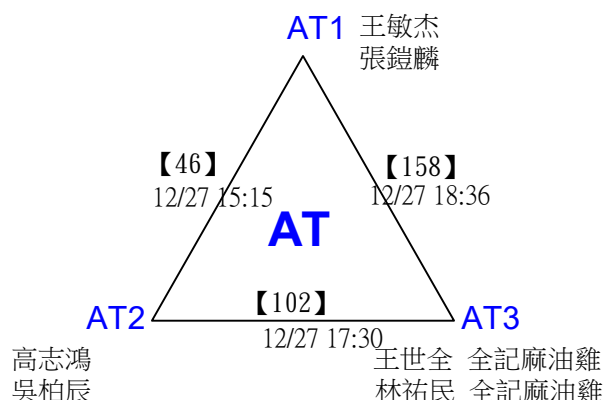 AT1 王敏杰
張鎧麟
【46】
12/27 15:15
【158】
12/27 18:36
AT
【102】
12/27 17:30
AT2
AT3
高志鴻
吳柏辰
王世全 全記麻油雞
林祐民 全記麻油雞